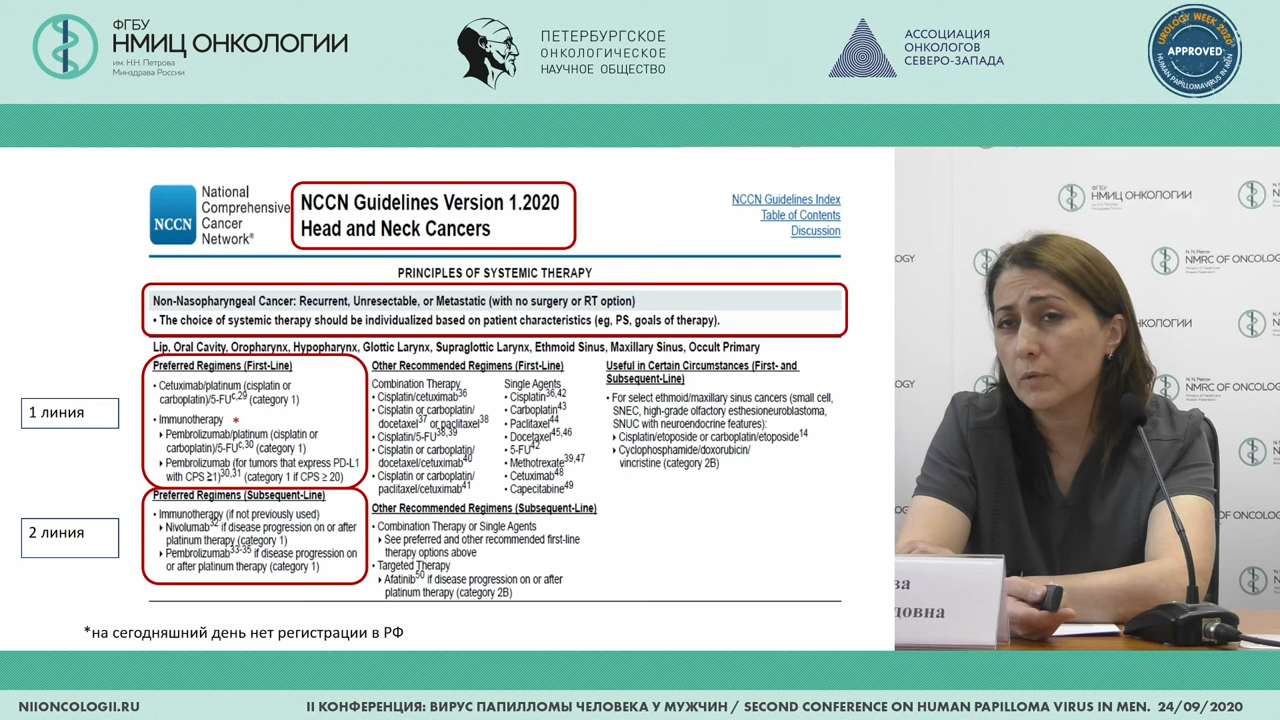 ФГБУ
НМИЦ ОНКОЛОГИИ
им. Н.Н. Петрова
Минздрава России
ПЕТЕРБУРГСКОЕ
ОНКОЛОГИЧЕСКОЕ
НАУЧНОЕ ОБЩЕСТВО
АССОЦИАЦИЯ
ОНКОЛОГОВ
СЕВЕРО-ЗАПАДА
UROLOGY WEEK 2020
APPROVED
HUMAN PAPILLOMAVIRUS IN MEN
NCCN
National
Comprehensive
Cancer
Network®
NCCN Guidelines Version 1.2020
Head and Neck Cancers
NCCN Guidelines Index
Table of Contents
Discussion
PRINCIPLES OF SYSTEMIC THERAPY
Non-Nasopharyngeal Cancer: Recurrent, Unresectable, or Metastatic (with no surgery or RT option)
• The choice of systemic therapy should be individualized based on patient characteristics (eg, PS, goals of therapy).
Lip, Oral Cavity, Oropharynx, Hypopharynx, Glottic Larynx, Supraglottic Larynx, Ethmoid Sinus, Maxillary Sinus, Occult Primary
1 линия
Preferred Regimens (First-Line)
• Cetuximab/platinum (cisplatin or
carboplatin)/5-FUc,29 (category 1)
• Immunotherapy *
Pembrolizumab/platinum (cisplatin or
carboplatin)/5-FUc,30 (category 1)
Pembrolizumab (for tumors that express PD-L1
with CPS ≥1)30,31 (category 1 if CPS ≥ 20)
2 линия
Preferred Regimens (Subsequent-Line)
• Immunotherapy (if not previously used)
Nivolumab32 if disease progression on or after
platinum therapy (category 1)
Pembrolizumab33-35 if disease progression on
or after platinum therapy (category 1)
Other Recommended Regimens (First-Line)
Combination Therapy
• Cisplatin/cetuximab36
• Cisplatin or carboplatin/
docetaxel37 or paclitaxel38
• Cisplatin/5-FU38,39
• Cisplatin or carboplatin/
docetaxel/cetuximab40
• Cisplatin or carboplatin/
paclitaxel/cetuximab41
Single Agents
• Cisplatin36,42
• Carboplatin43
• Paclitaxel44
• Docetaxel45,46
• 5-FU42
• Methotrexate39,47
• Cetuximab48
• Capecitabine49
Other Recommended Regimens (Subsequent-Line)
• Combination Therapy or Single Agents
See preferred and other recommended first-line
therapy options above
• Targeted Therapy
Afatinib50 if disease progression on or after
platinum therapy (category 2B)
Useful in Certain Circumstances (First- and
Subsequent-Line)
• For select ethmoid/maxillary sinus cancers (small cell,
SNEC, high-grade olfactory esthesioneuroblastoma,
SNUC with neuroendocrine features):
Cisplatin/etoposide or carboplatin/etoposide14
Cyclophosphamide/doxorubicin/
vincristine (category 2B)
*на сегодняшний день нет регистрации в РФ
ФГБУ
НМИЦ ОНКОЛОГИИ
NMRC OF ONCOLOGY
ва
довна
NIIONCOLOGII.RU
II КОНФЕРЕНЦИЯ: ВИРУС ПАПИЛЛОМЫ ЧЕЛОВЕКА У МУЖЧИН / SECOND CONFERENCE ON HUMAN PAPILLOMA VIRUS IN MEN. 24/09/2020